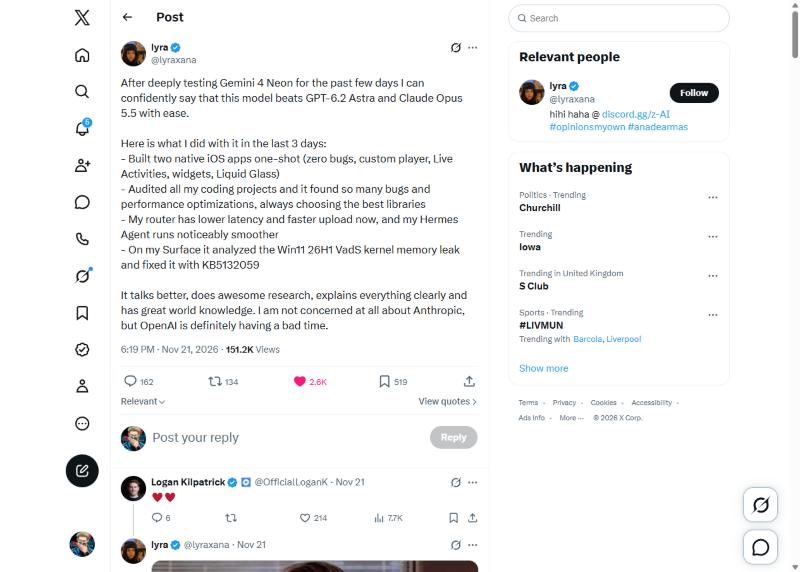 Post
Search
lyra
@lyraxana
After deeply testing Gemini 4 Neon for the past few days I can
confidently say that this model beats GPT-6.2 Astra and Claude Opus
5.5 with ease.
Here is what I did with it in the last 3 days:
- Built two native iOS apps one-shot (zero bugs, custom player, Live
Activities, widgets, Liquid Glass)
- Audited all my coding projects and it found so many bugs and
performance optimizations, always choosing the best libraries
- My router has lower latency and faster upload now, and my Hermes
Agent runs noticeably smoother
- On my Surface it analyzed the Win11 26H1 VadS kernel memory leak
and fixed it with KB5132059
It talks better, does awesome research, explains everything clearly and
has great world knowledge. I am not concerned at all about Anthropic,
but OpenAI is definitely having a bad time.
6:19 PM · Nov 21, 2026 · 151.2K Views
162 134 2.6K 519
Relevant View quotes
Post your reply Reply
Logan Kilpatrick @OfficialLoganK · Nov 21
6 214 7.7K
lyra @lyraxana · Nov 21
Relevant people
lyra
@lyraxana
Follow
hihi haha @ discord.gg/z-AI
#opinionsmyown #anadearmas
What's happening
Politics · Trending
Churchill
Trending
Iowa
Trending in United Kingdom
S Club
Sports · Trending
#LIVMUN
Trending with Barcola, Liverpool
Show more
Terms · Privacy · Cookies · Accessibility ·
Ads Info · More ··· © 2026 X Corp.